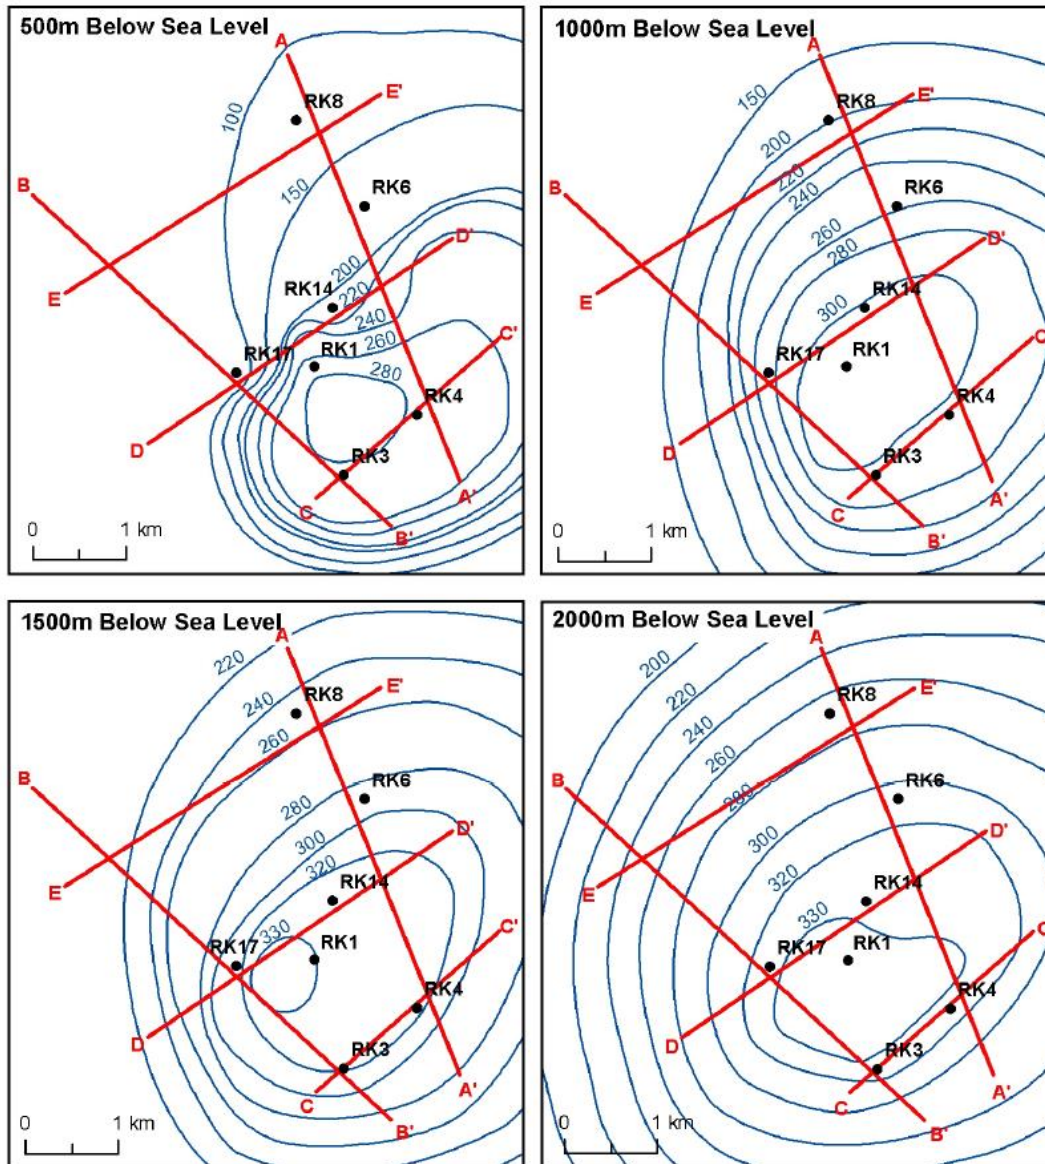 500m Below Sea Level
A
E'
RK8
100
B
150
RK6
D'
200
E
RK14
220
240
C'
RK17
RK1
260
280
RK4
D
RK3
A'
C
B'
0 1 km
1000m Below Sea Level
A
150
E'
RK8
200
B
220
RK6
240
260
D'
280
E
RK14
300
C
RK17
RK1
RK4
D
RK3
A'
C
B'
0 1 km
1500m Below Sea Level
A
220
E'
240
RK8
260
B
RK6
280
D'
300
E
320
RK14
C'
330
RK17
RK1
RK4
D
RK3
A'
C
B'
0 1 km
2000m Below Sea Level
200
A
220
E'
RK8
240
260
B
280
RK6
300
D'
320
E
RK14
330
C
RK17
RK1
RK4
D
RK3
A'
C
B'
0 1 km